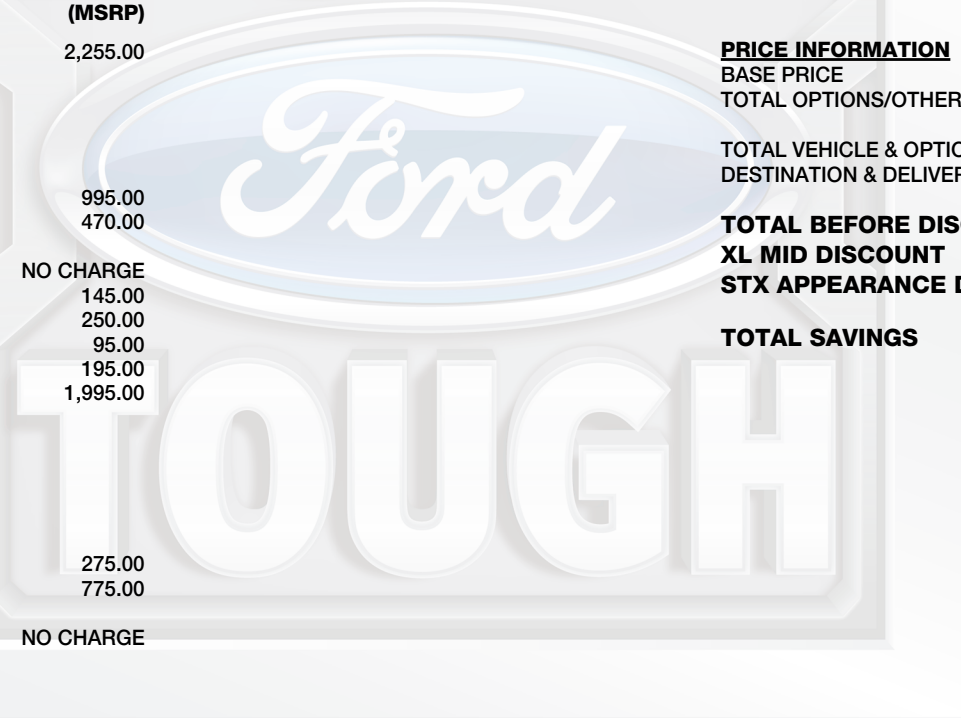 (MSRP)
2,255.00
995.00
470.00
NO CHARGE
145.00
250.00
95.00
195.00
1,995.00
275.00
775.00
NO CHARGE
PRICE INFORMATION
BASE PRICE
TOTAL OPTIONS/OTHER
TOTAL VEHICLE & OPTIO
DESTINATION & DELIVER
TOTAL BEFORE DIS
XL MID DISCOUNT
STX APPEARANCE D
TOTAL SAVINGS
Ford
TOUGH